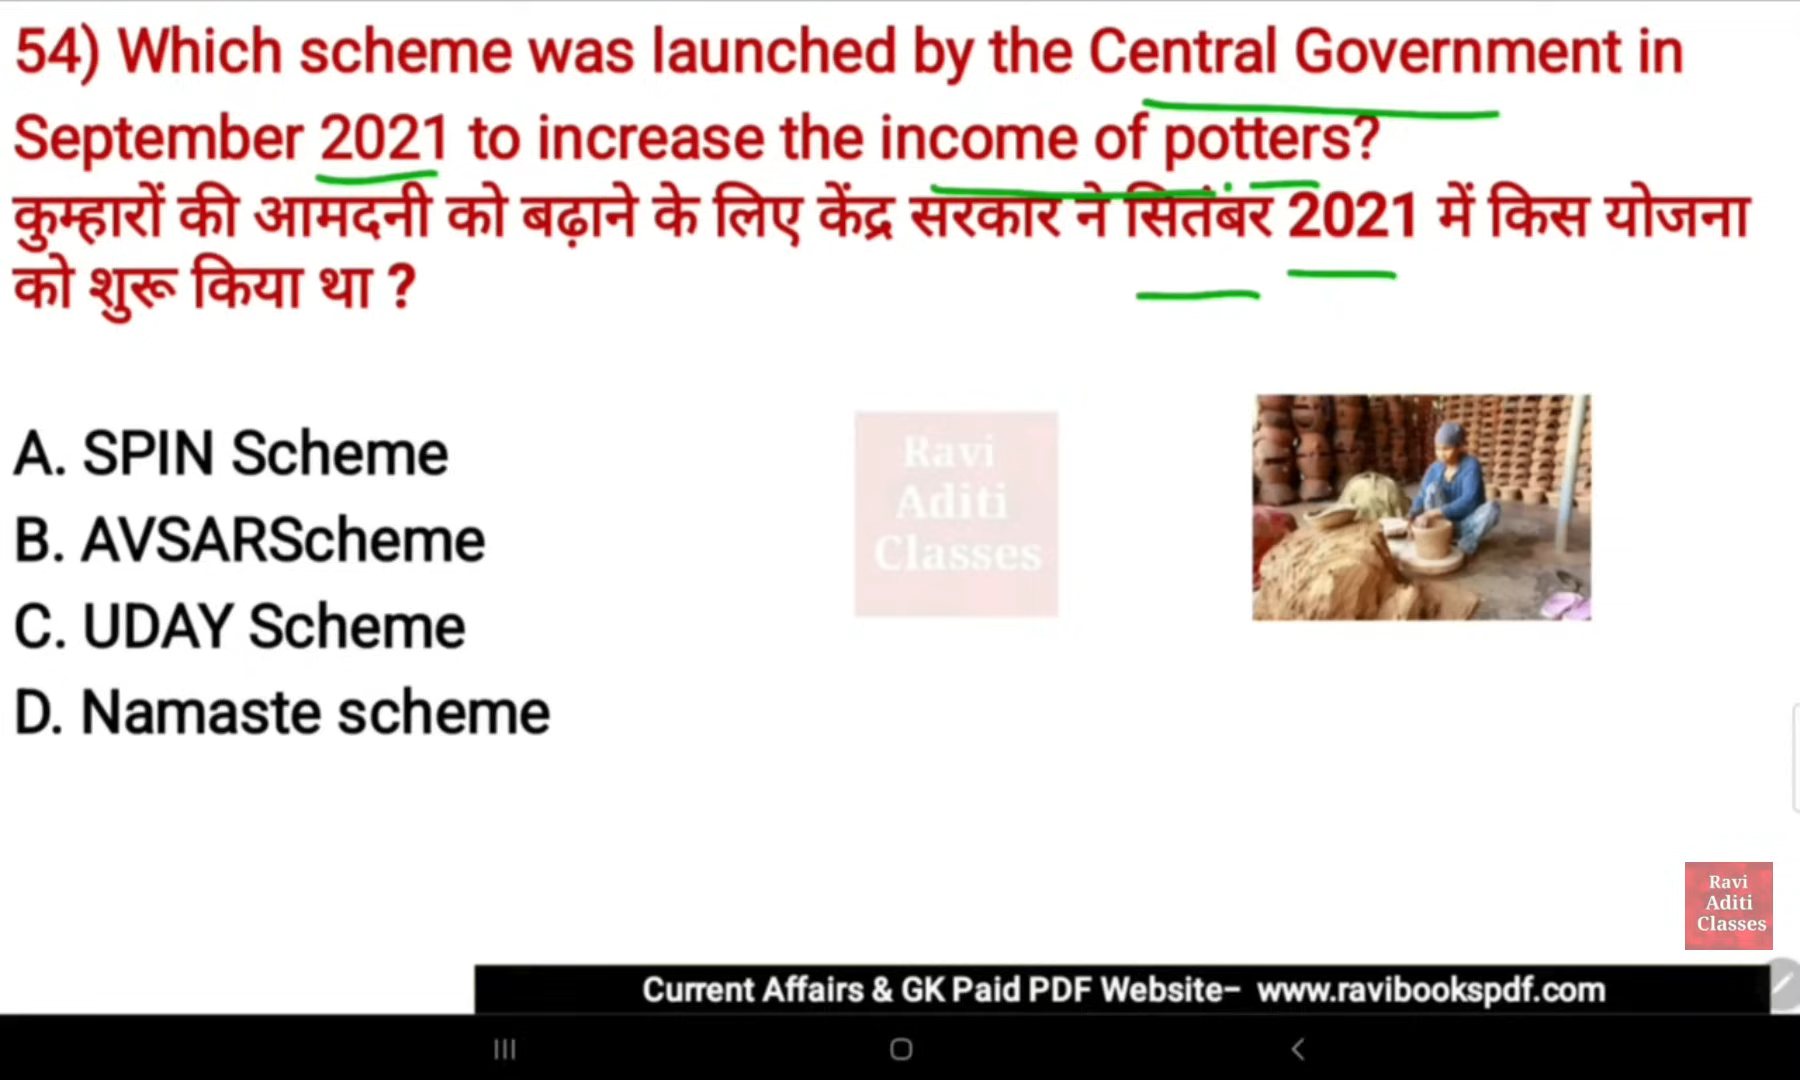 54) Which scheme was launched by the Central Government in
September 2021 to increase the income of potters?
कुम्हारों की आमदनी को बढ़ाने के लिए केंद्र सरकार ने सितंबर 2021 में किस योजना
को शुरू किया था ?
A. SPIN Scheme
B. AVSARScheme
C. UDAY Scheme
D. Namaste scheme
Ravi
Aditi
Classes
Ravi
Aditi
Classes
Current Affairs & GK Paid PDF Website– www.ravibookspdf.com